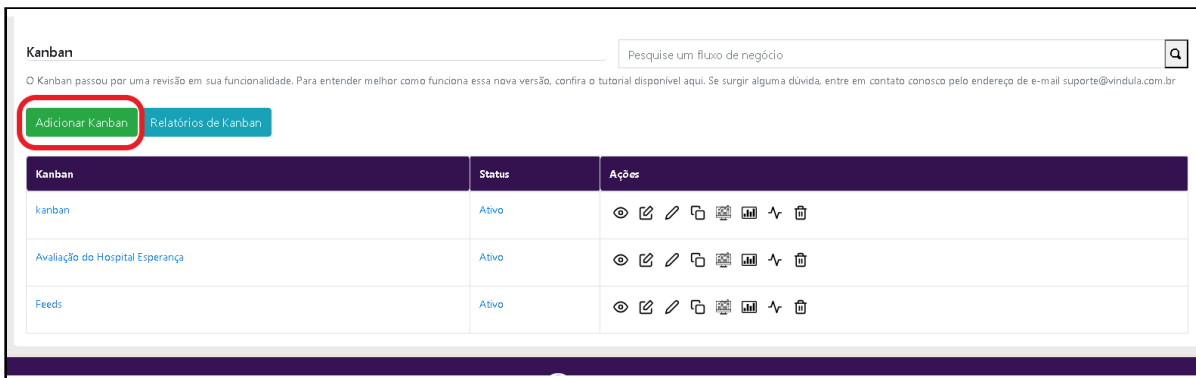 Kanban
Pesquise um fluxo de negócio
O Kanban passou por uma revisão em sua funcionalidade. Para entender melhor como funciona essa nova versão, confira o tutorial disponível aqui. Se surgir alguma dúvida, entre em contato conosco pelo endereço de e-mail suporte@vindula.com.br
Adicionar Kanban Relatórios de Kanban
Kanban Status Ações
kanban Ativo
Avaliação do Hospital Esperança Ativo
Feeds Ativo